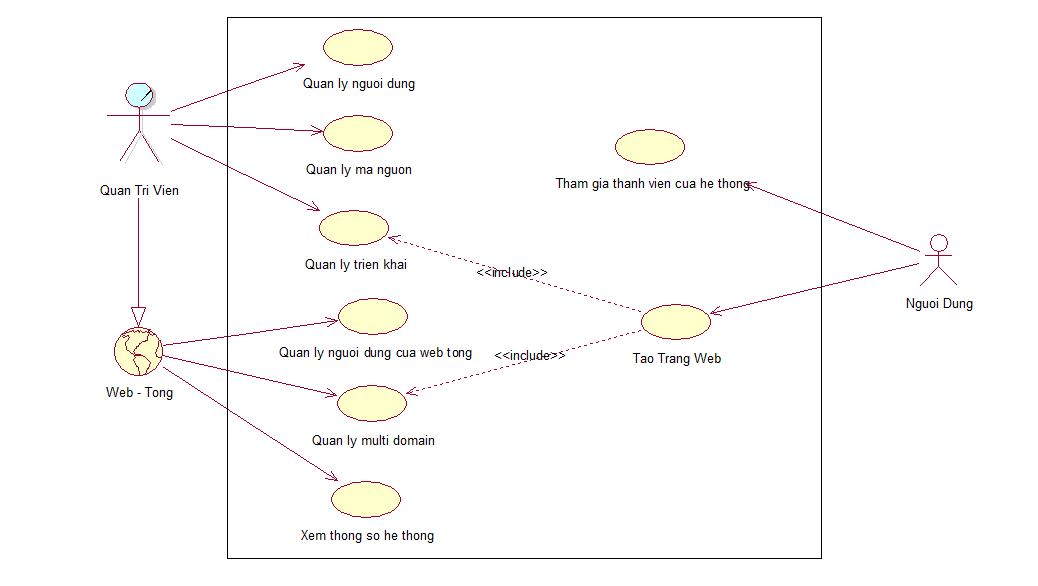 Quan ly nguoi dung
Quan ly ma nguon
Tham gia thanh vien cua he thong
Quan Tri Vien
Quan ly trien khai
<<include>>
Nguoi Dung
Quan ly nguoi dung cua web tong
<<include>>
Tao Trang Web
Web - Tong
Quan ly multi domain
Xem thong so he thong